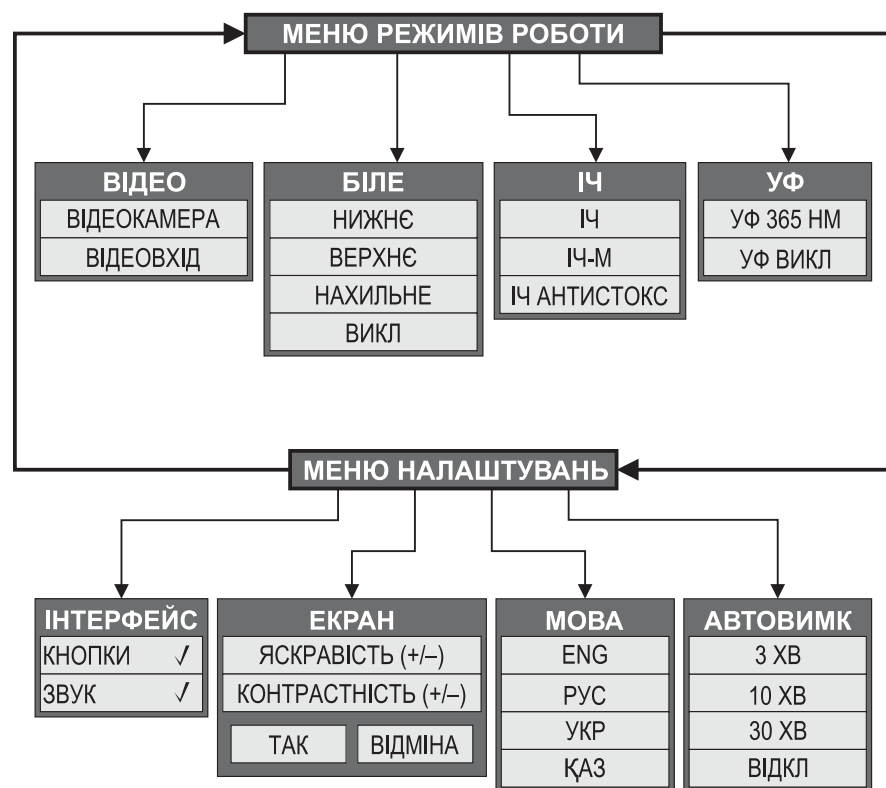 МЕНЮ РЕЖИМІВ РОБОТИ
ВІДЕО
ВІДЕОКАМЕРА
ВІДЕОВХІД
БІЛЕ
НИЖНЄ
ВЕРХНЄ
НАХИЛЬНЕ
ВИКЛ
ІЧ
ІЧ
ІЧ-М
ІЧ АНТИСТОКС
УФ
УФ 365 НМ
УФ ВИКЛ
МЕНЮ НАЛАШТУВАНЬ
ІНТЕРФЕЙС
КНОПКИ √
ЗВУК √
ЕКРАН
ЯСКРАВІСТЬ (+/–)
КОНТРАСТНІСТЬ (+/–)
ТАК ВІДМІНА
МОВА
ENG
РУС
УКР
ҚАЗ
АВТОВИМК
3 ХВ
10 ХВ
30 ХВ
ВІДКЛ